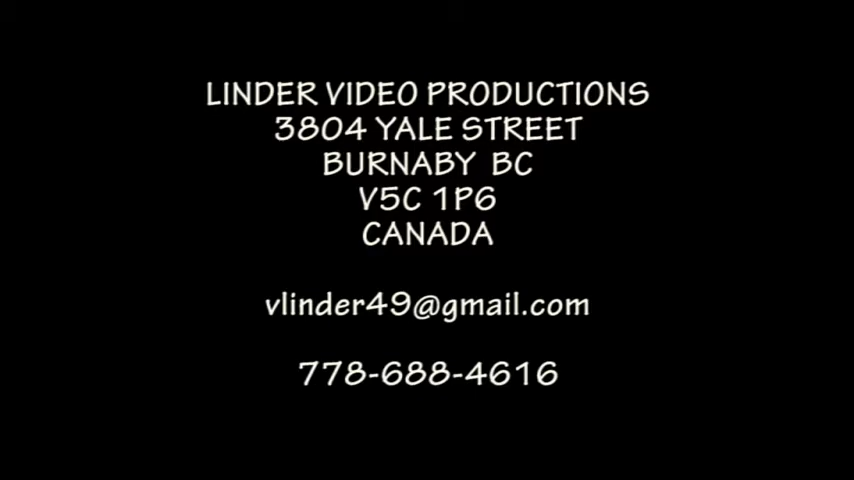 LINDER VIDEO PRODUCTIONS
3804 YALE STREET
BURNABY BC
V5C 1P6
CANADA
vlinder49@gmail.com
778-688-4616